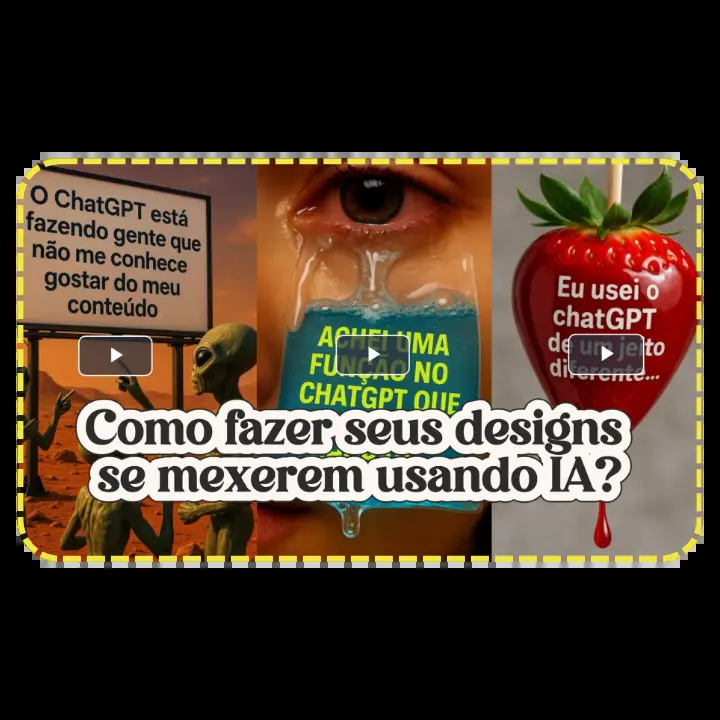 O ChatGPT está
fazendo gente que
não me conhece
gostar do meu
conteúdo
ACHEI UMA
FUNÇÃO NO
CHATGPT QUE
Eu usei o
chatGPT
de um jeito
diferente...
Como fazer seus designs
se mexerem usando IA?